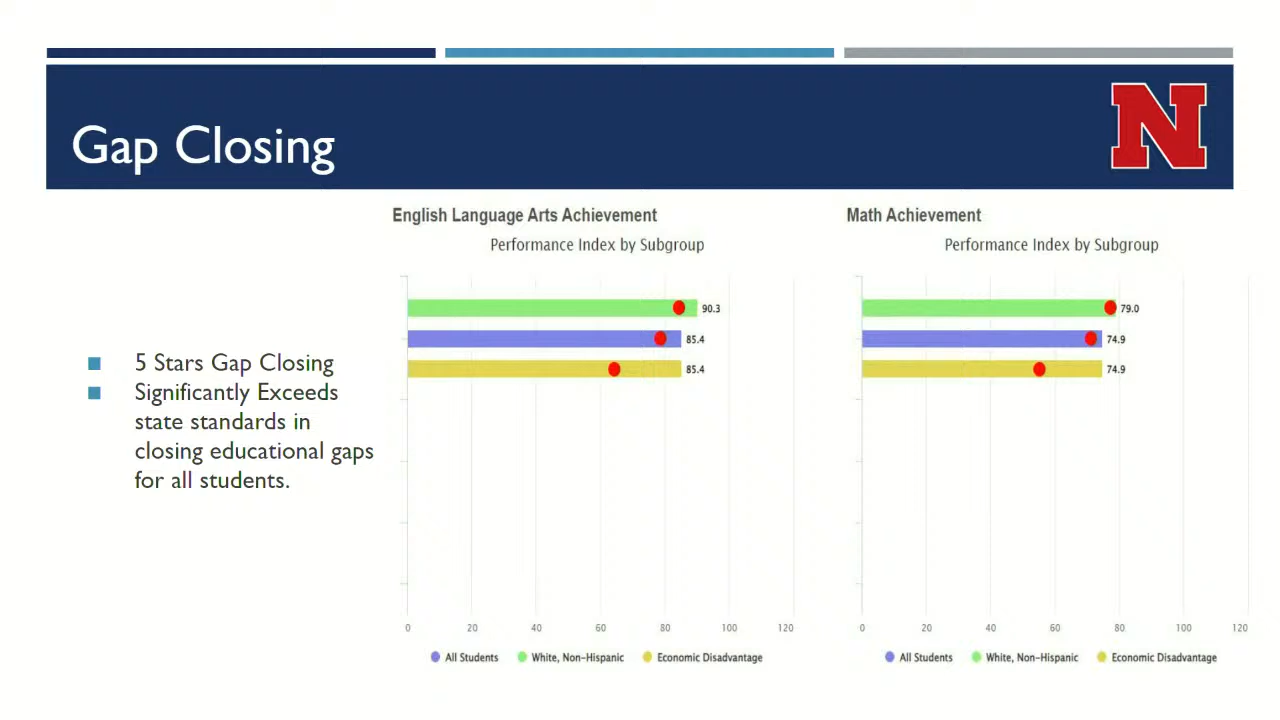 Gap Closing
N
5 Stars Gap Closing
Significantly Exceeds
state standards in
closing educational gaps
for all students.
English Language Arts Achievement
Performance Index by Subgroup
90.3
85.4
85.4
0 20 40 60 80 100 120
All Students White, Non-Hispanic Economic Disadvantage
Math Achievement
Performance Index by Subgroup
79.0
74.9
74.9
0 20 40 60 80 100 120
All Students White, Non-Hispanic Economic Disadvantage